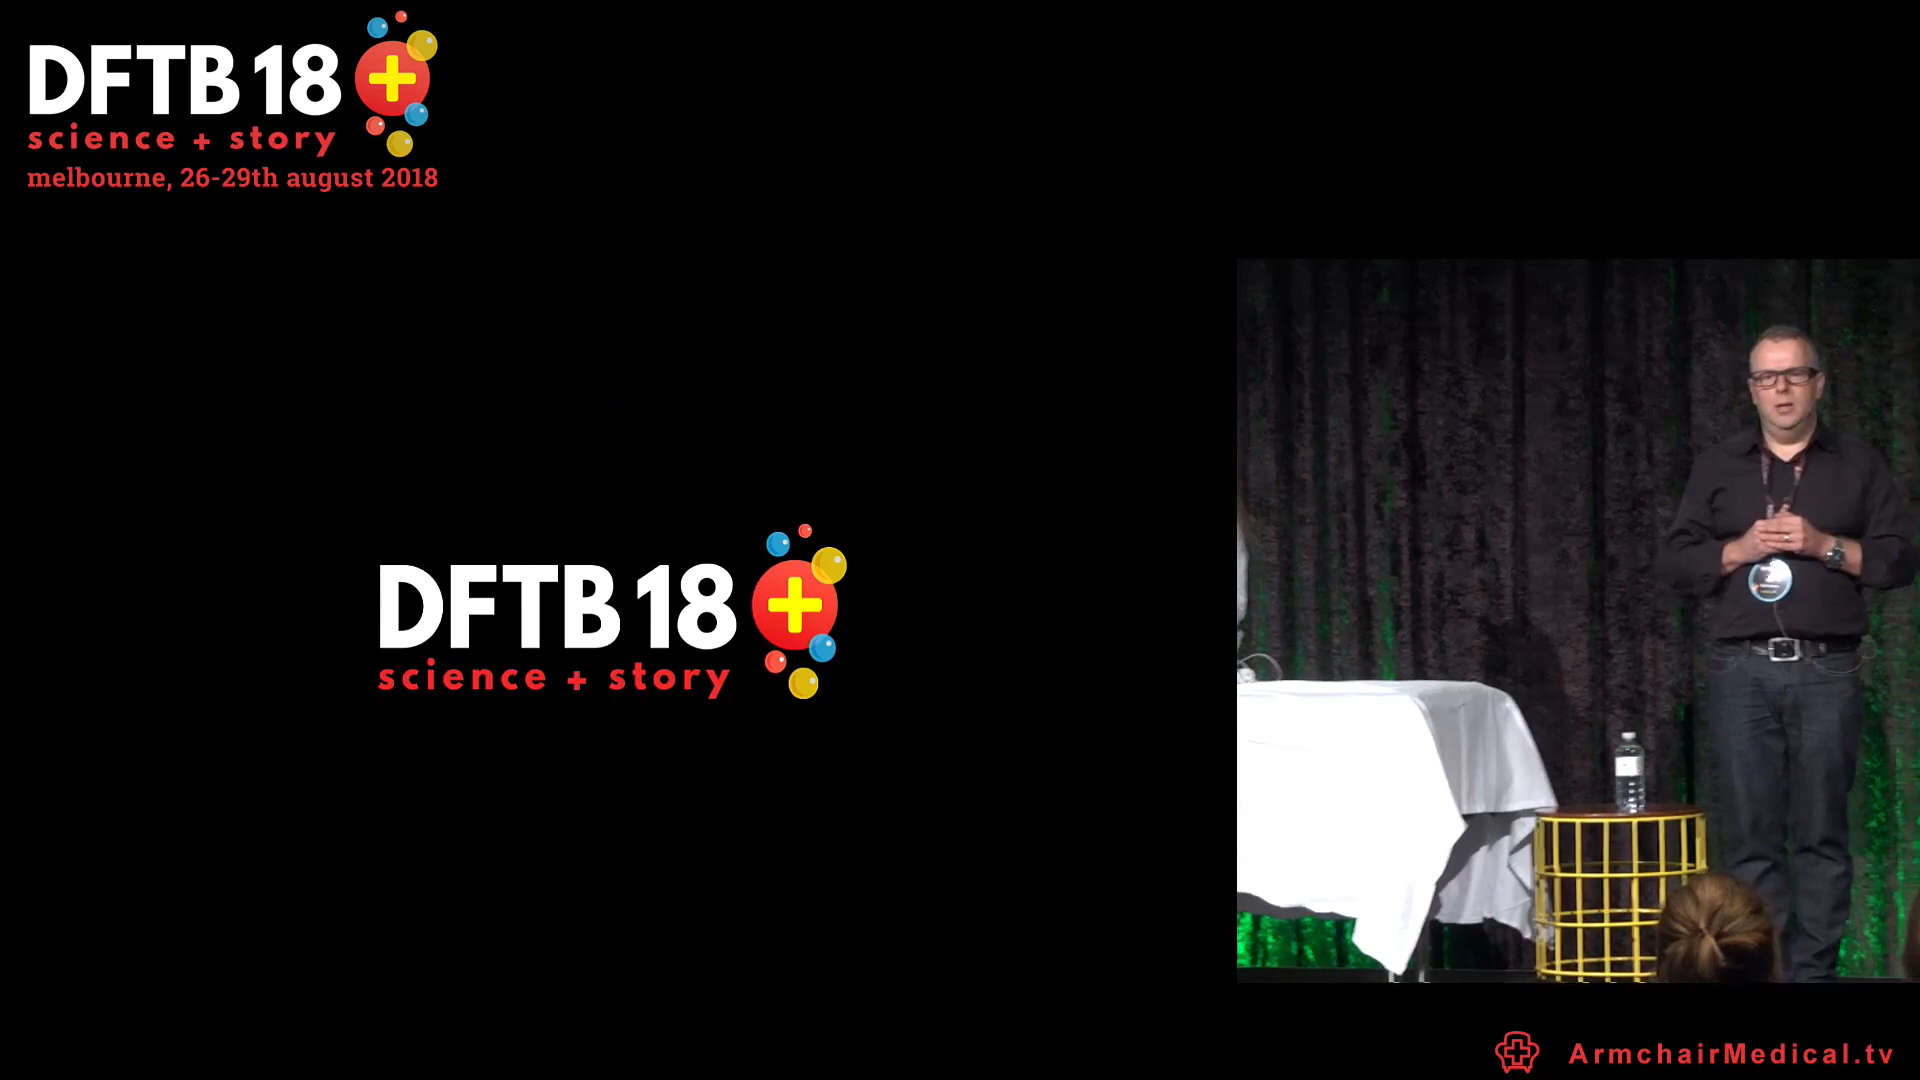 DFTB 18
science + story
melbourne, 26-29th august 2018
DFTB 18
science + story
ArmchairMedical.tv